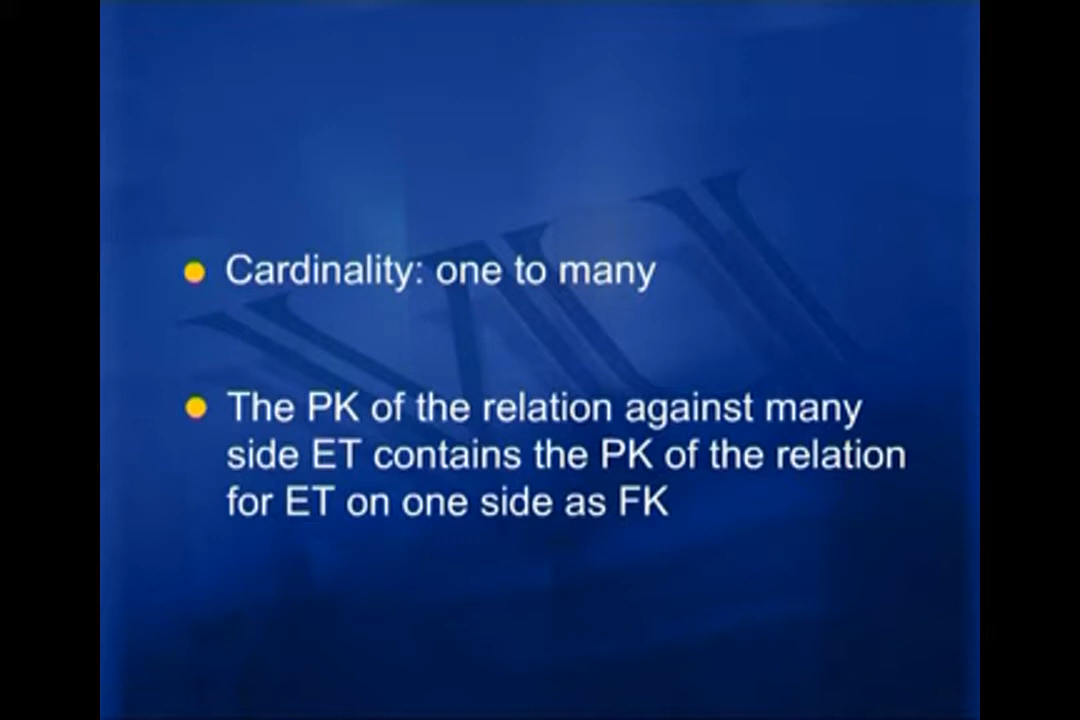 Cardinality: one to many
The PK of the relation against many
side ET contains the PK of the relation
for ET on one side as FK